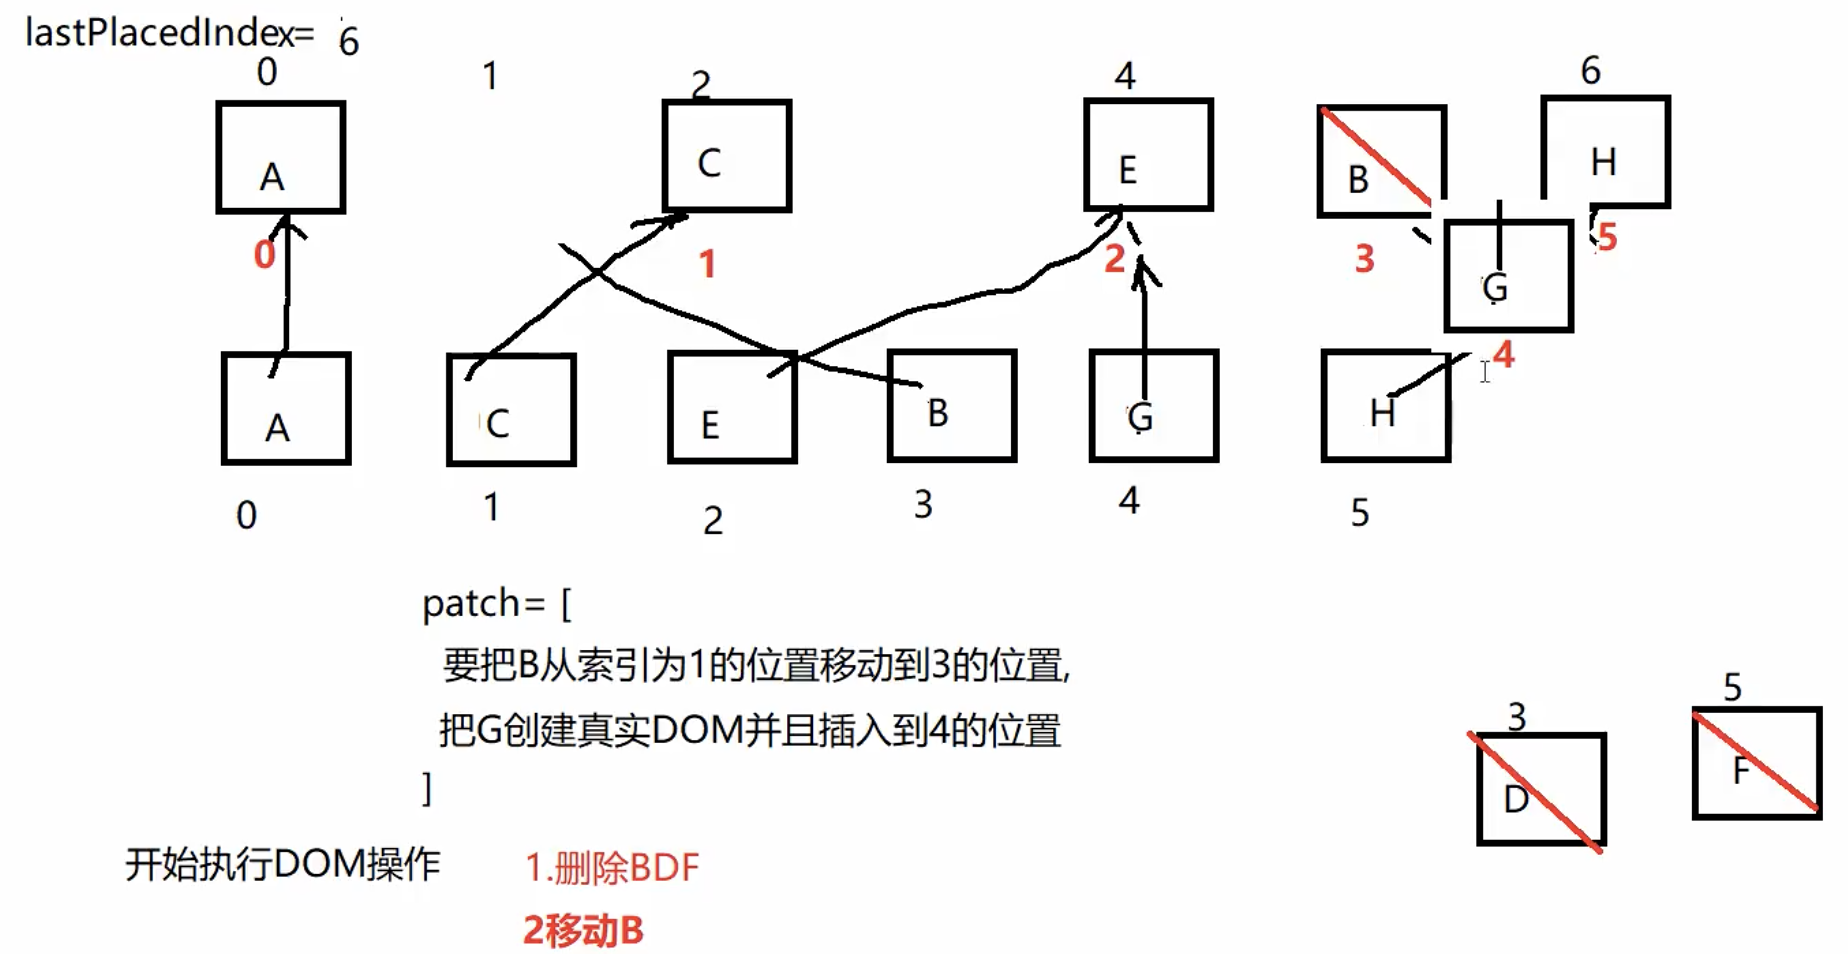 lastPlacedIndex= 6
0 1 2 4 6
A C E B H
0 1 2 3 5
G
4
A C E B G H
0 1 2 3 4 5
patch= [
要把B从索引为1的位置移动到3的位置,
把G创建真实DOM并且插入到4的位置
]
3 5
D F
开始执行DOM操作
1.删除BDF
2移动B